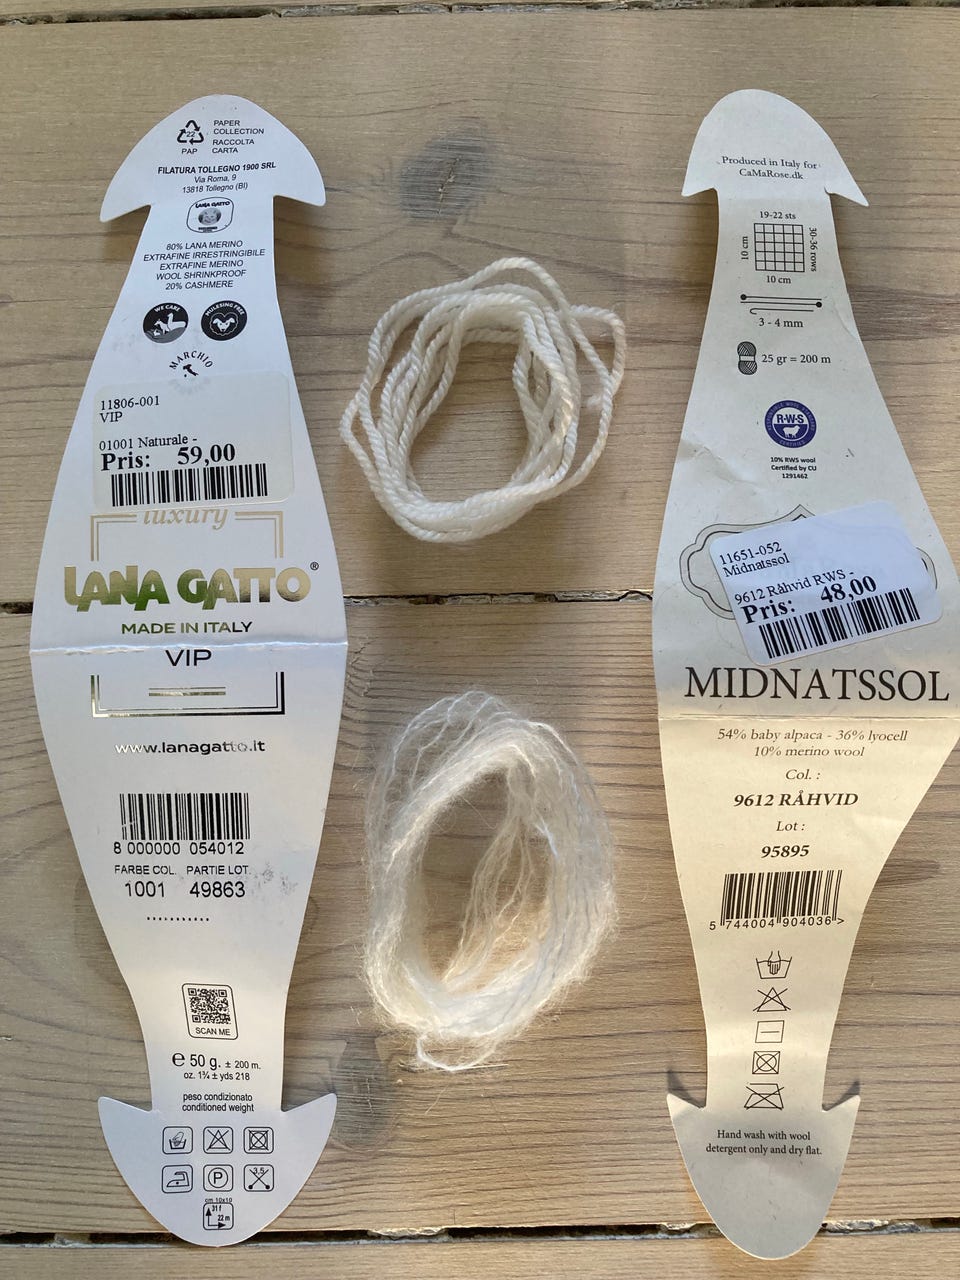 22
PAP
PAPER
COLLECTION
RACCOLTA
CARTA
FILATURA TOLLEGNO 1900 SRL
Via Roma, 9
13818 Tollegno (BI)
LANA GATTO
80% LANA MERINO
EXTRAFINE IRRESTRINGIBILE
EXTRAFINE MERINO
WOOL SHRINKPROOF
20% CASHMERE
WE CARE
MULESING FREE
MARCHIO
11806-001
VIP
01001 Naturale -
Pris: 59,00
luxury
LANA GATTO®
MADE IN ITALY
VIP
www.lanagatto.it
8 000000 054012
FARBE COL. PARTIE LOT.
1001 49863
SCAN ME
e 50 g. ± 200 m.
oz. 1¾ ± yds 218
peso condizionato
conditioned weight
P
3,5
cm 10x10
31 f
22 m
Produced in Italy for
CaMaRose.dk
19-22 sts
10 cm
30-36 rows
10 cm
3 - 4 mm
25 gr = 200 m
R·W·S
10% RWS wool
Certified by CU
1291462
11651-052
Midnatssol
9612 Råhvid RWS -
Pris: 48,00
MIDNATSSOL
54% baby alpaca - 36% lyocell
10% merino wool
Col. :
9612 RÅHVID
Lot :
95895
5 744004 904036 >
Hand wash with wool
detergent only and dry flat.